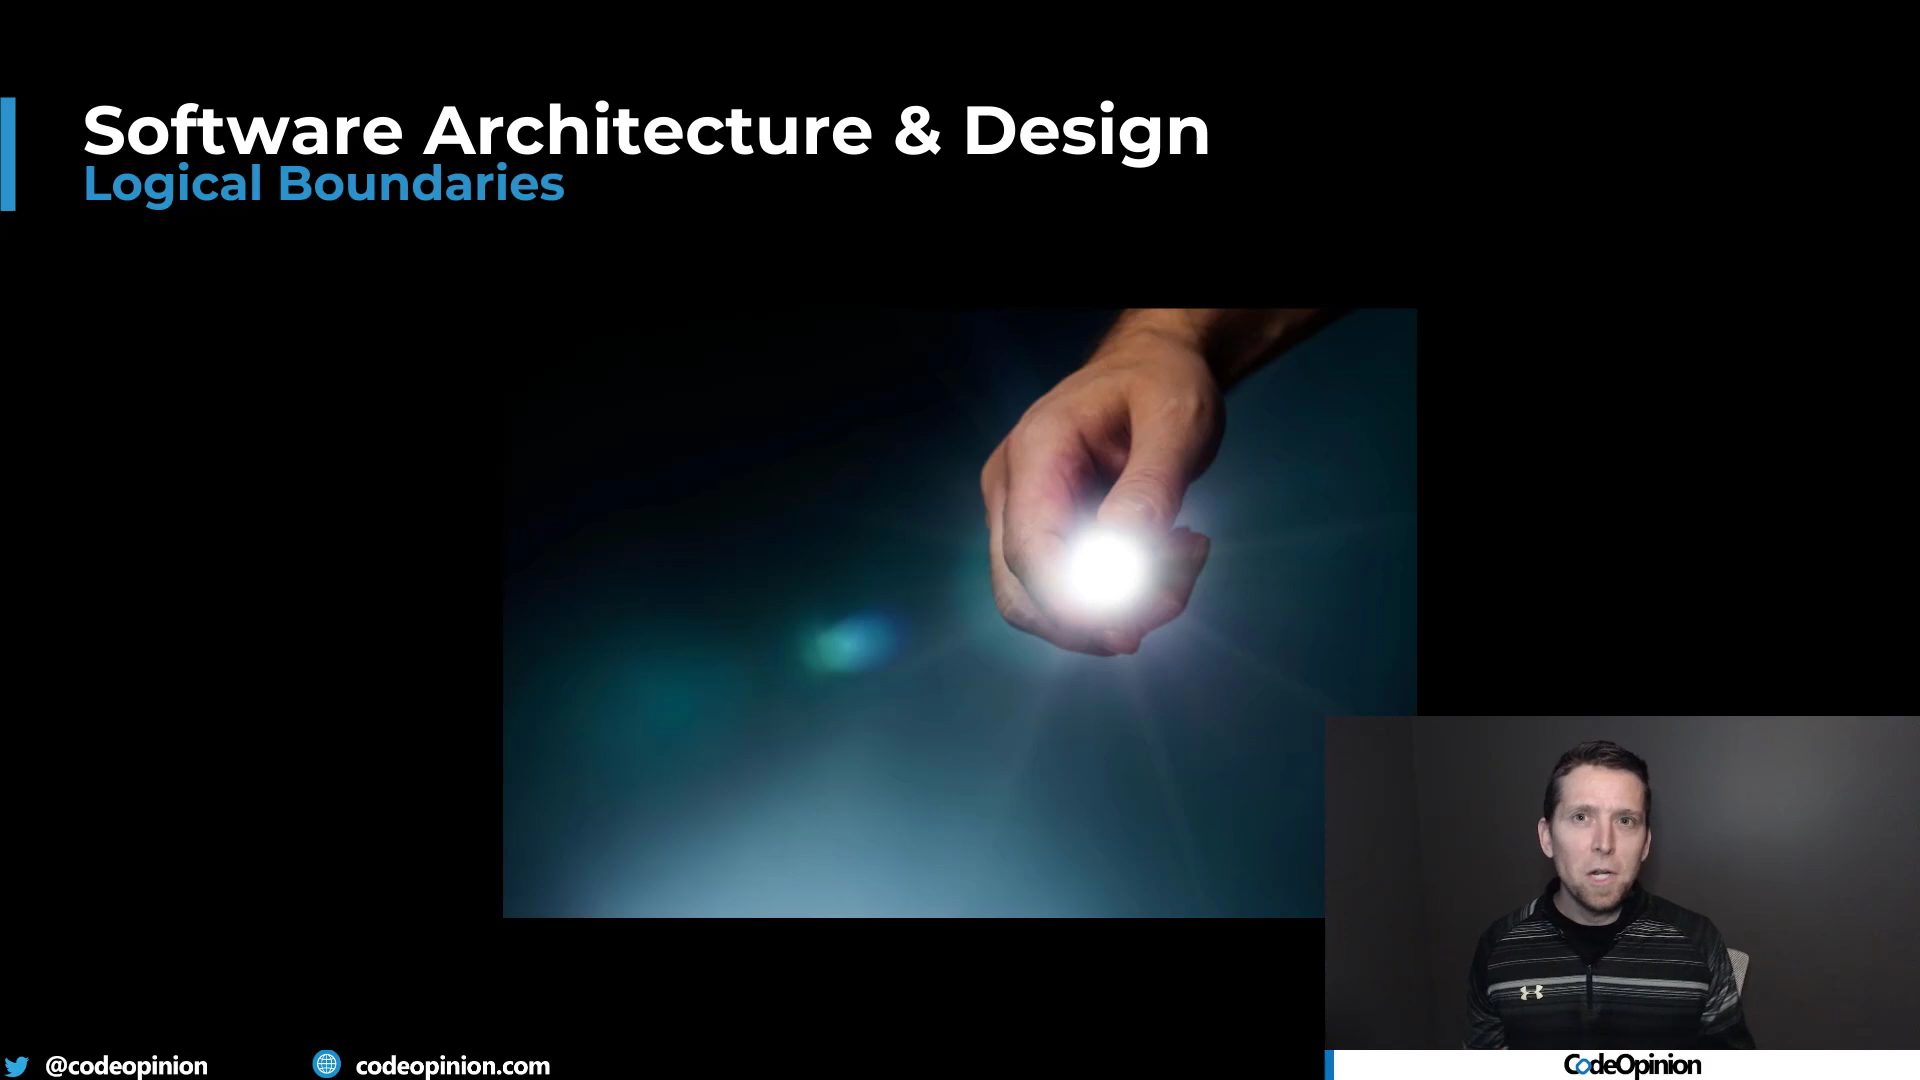 Software Architecture & Design
Logical Boundaries
@codeopinion
codeopinion.com
CodeOpinion